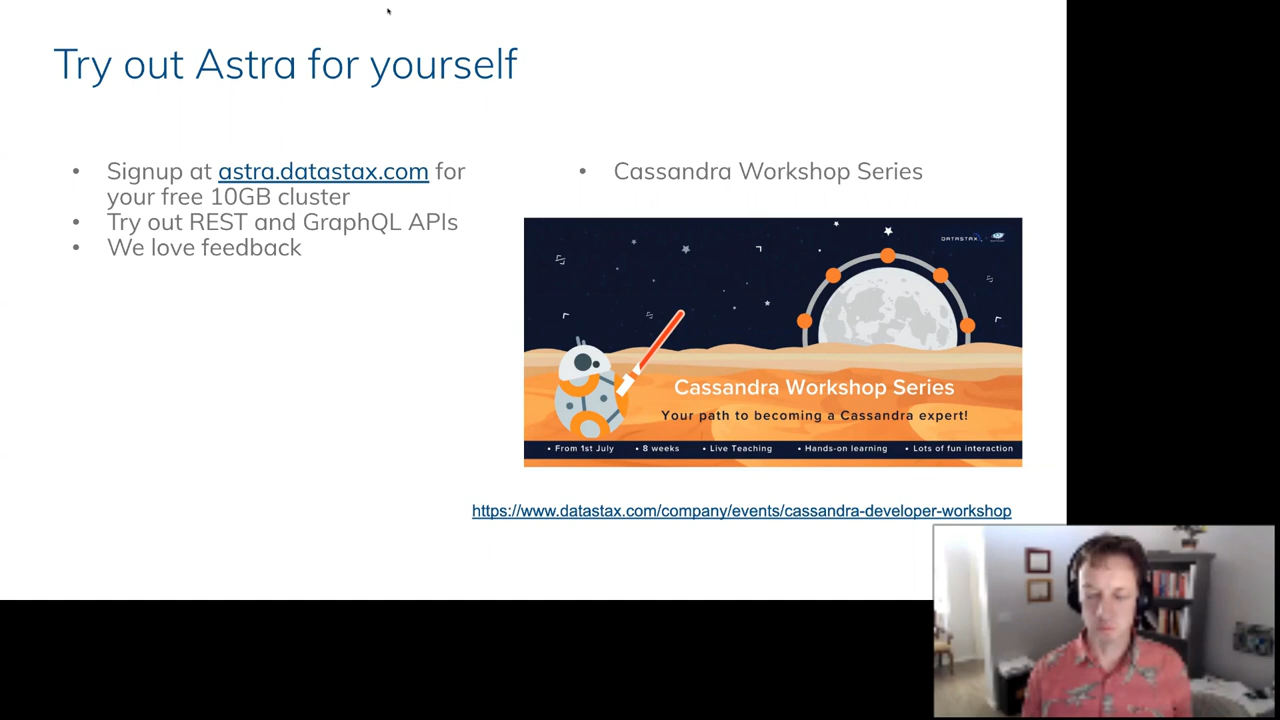 Try out Astra for yourself
• Signup at astra.datastax.com for
your free 10GB cluster
• Try out REST and GraphQL APIs
• We love feedback
• Cassandra Workshop Series
DATASTAX
Cassandra Workshop Series
Your path to becoming a Cassandra expert!
• From 1st July • 8 weeks • Live Teaching • Hands-on learning • Lots of fun interaction
https://www.datastax.com/company/events/cassandra-developer-workshop